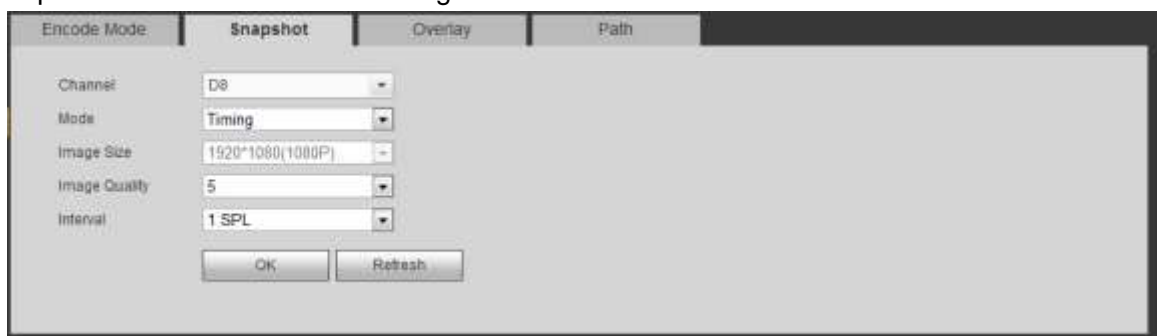 Encode Mode Snapshot Overlay Path
Channel D8
Mode Timing
Image Size 1920*1080(1080P)
Image Quality 5
Interval 1 SPL
OK Refresh